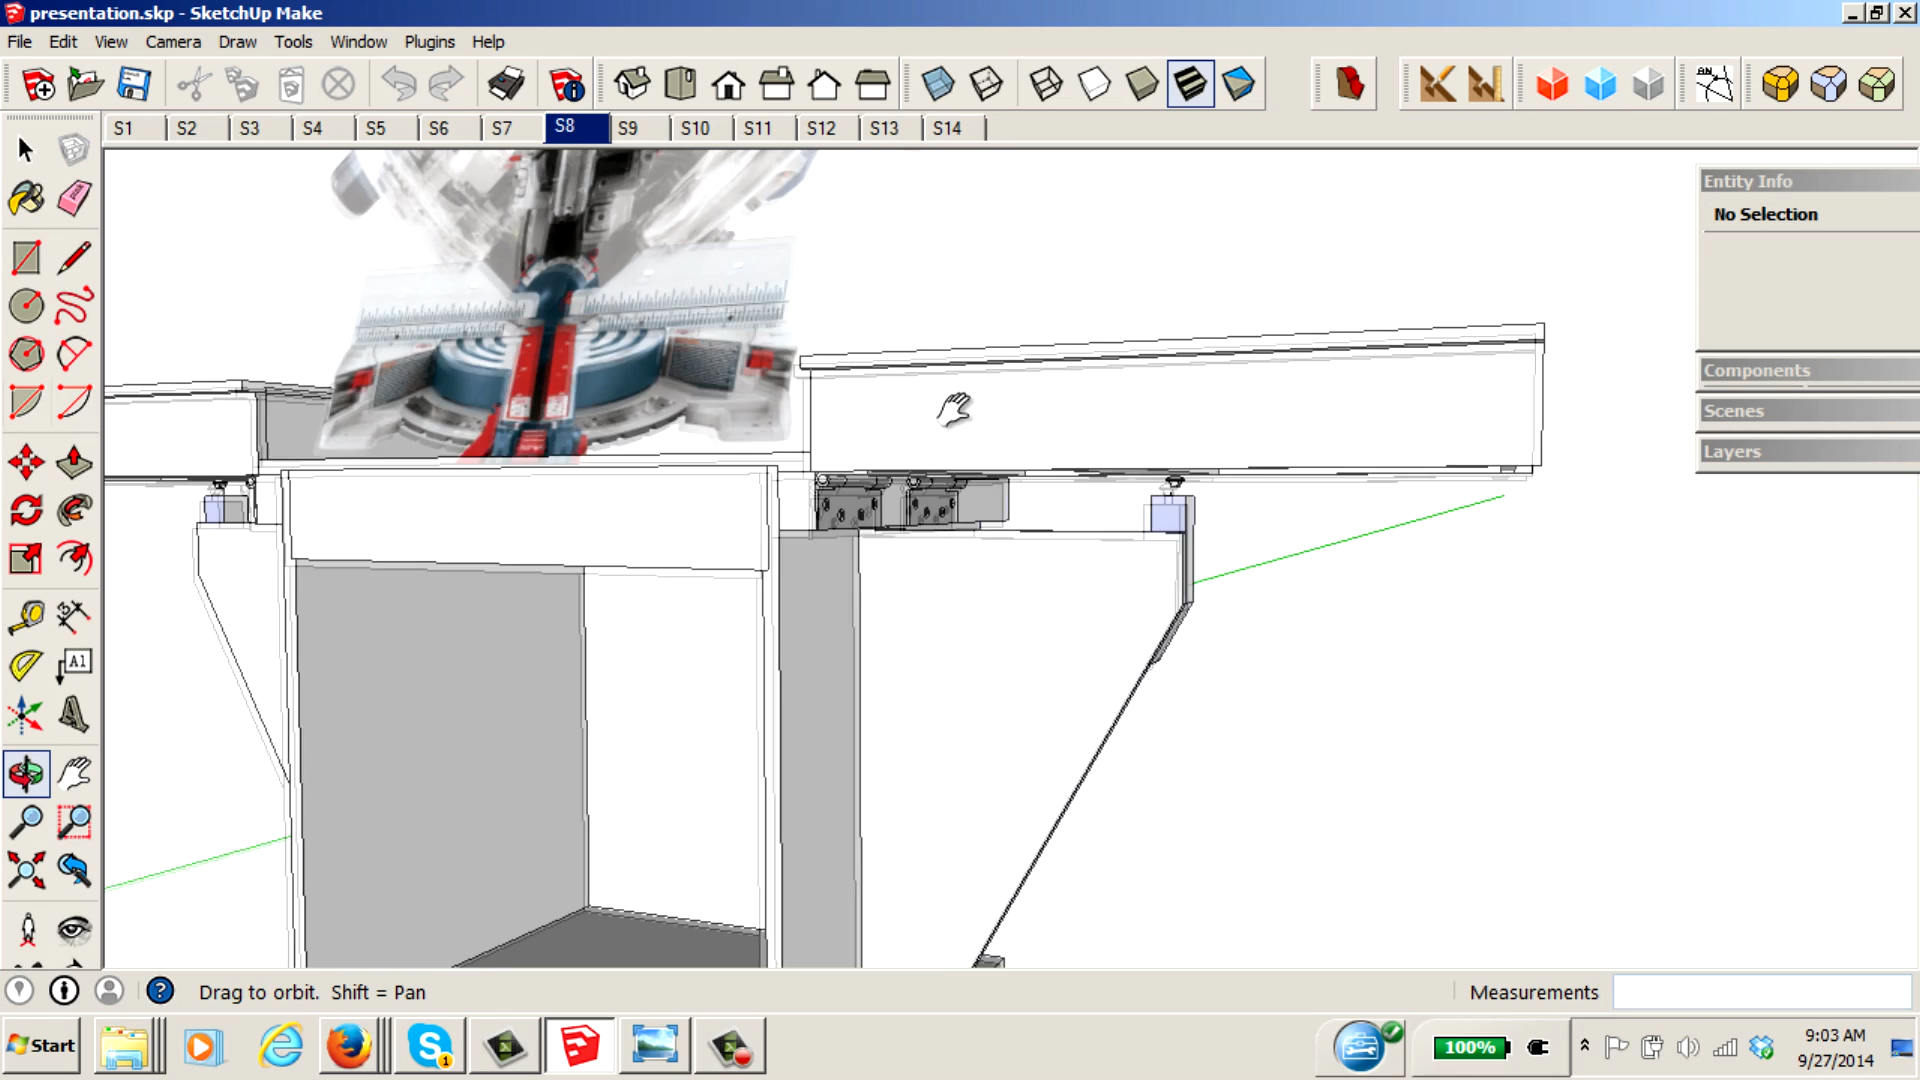 presentation.skp - SketchUp Make
File Edit View Camera Draw Tools Window Plugins Help
S1 S2 S3 S4 S5 S6 S7 S8 S9 S10 S11 S12 S13 S14
Entity Info
No Selection
Components
Scenes
Layers
A1
Drag to orbit. Shift = Pan
Measurements
Start
1
100%
9:03 AM
9/27/2014